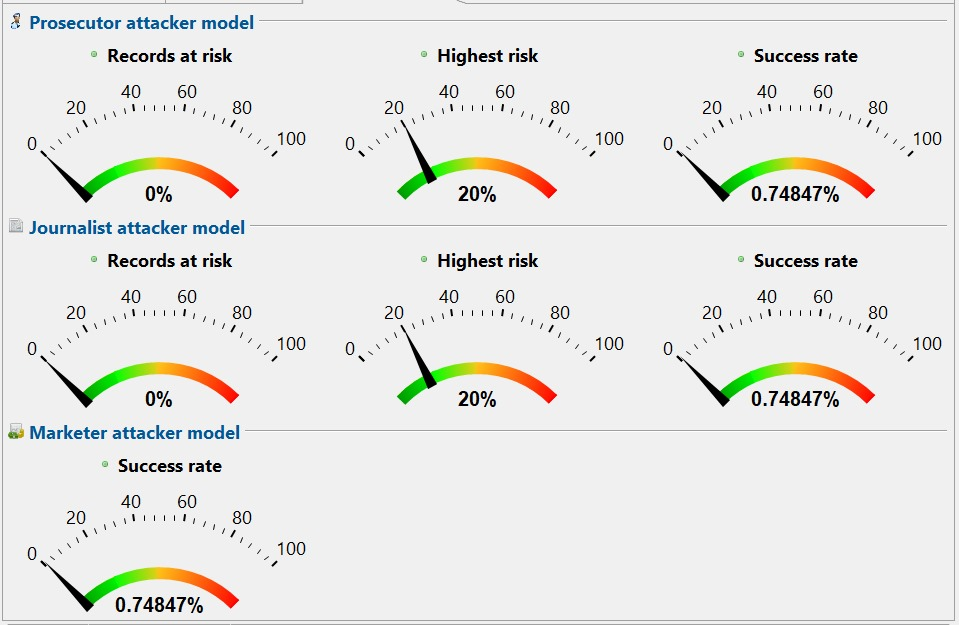 Prosecutor attacker model
Records at risk
Highest risk
Success rate
0 20 40 60 80 100
0 20 40 60 80 100
0 20 40 60 80 100
0%
20%
0.74847%
Journalist attacker model
Records at risk
Highest risk
Success rate
0 20 40 60 80 100
0 20 40 60 80 100
0 20 40 60 80 100
0%
20%
0.74847%
Marketer attacker model
Success rate
0 20 40 60 80 100
0.74847%